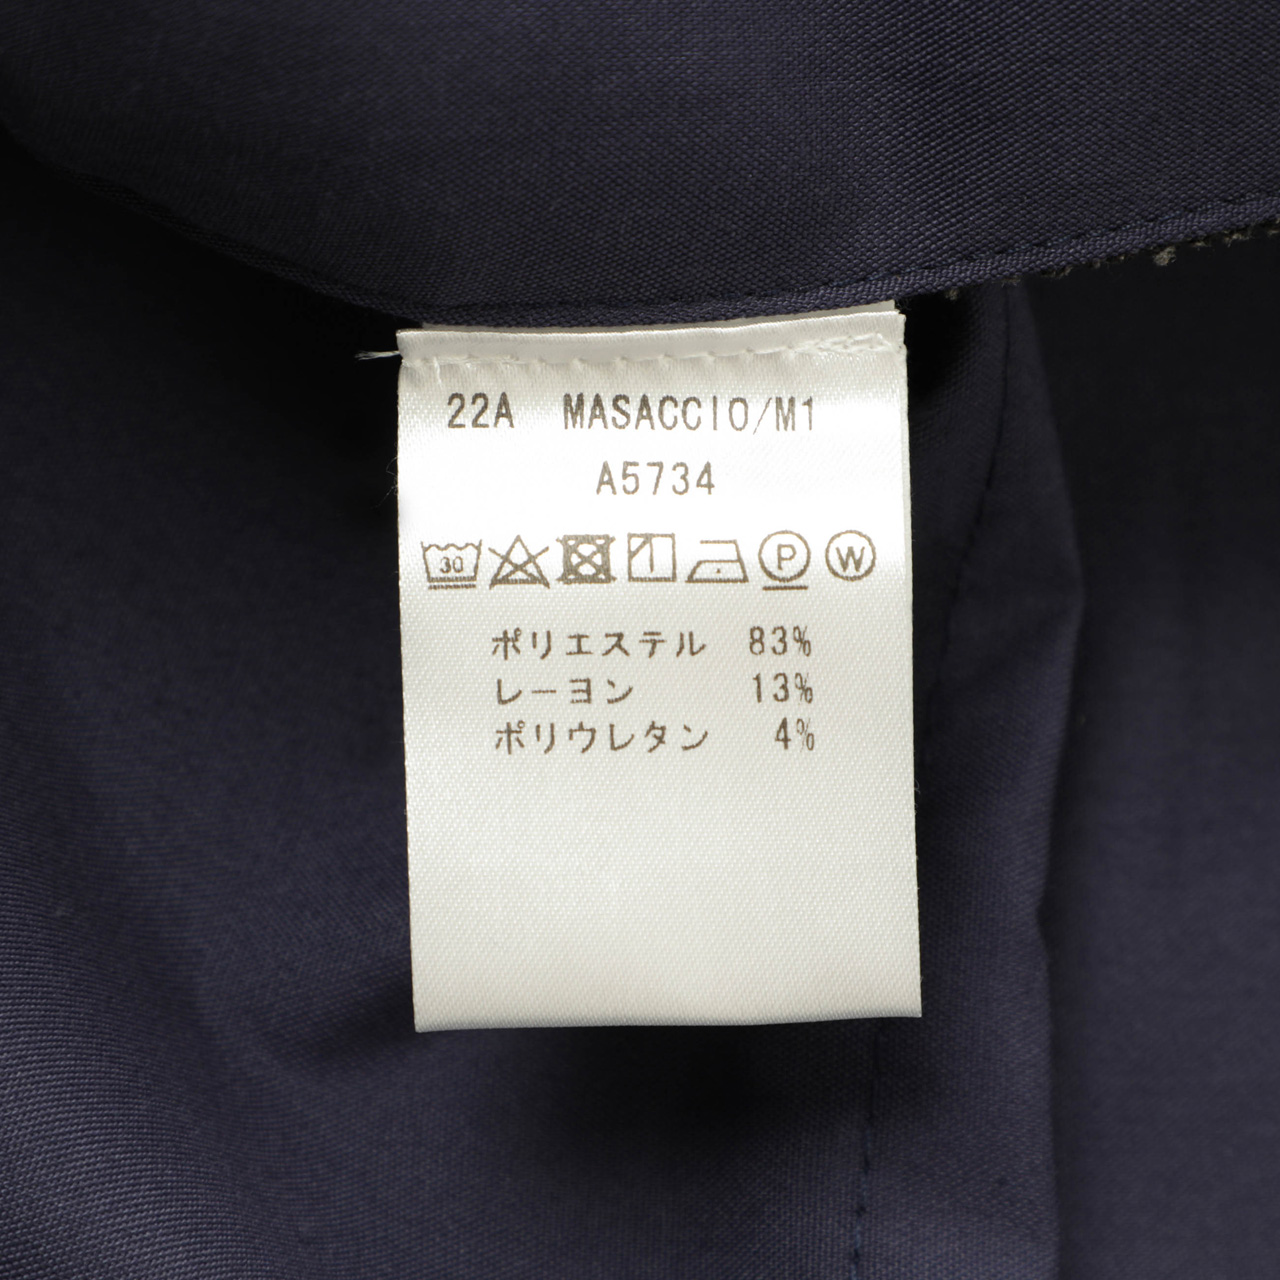 22A MASACCIO/M1
A5734
30 P W
ポリエステル 83%
レーヨン 13%
ポリウレタン 4%